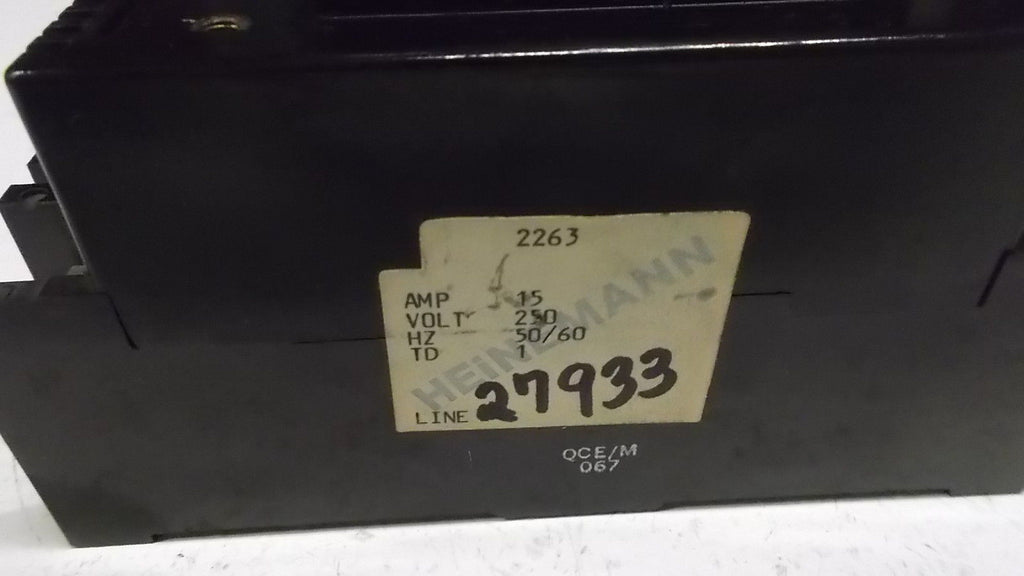 2263
HEINEMANN
AMP 15
VOLT 250
HZ 50/60
TD 1
LINE 27933
QCE/M
067